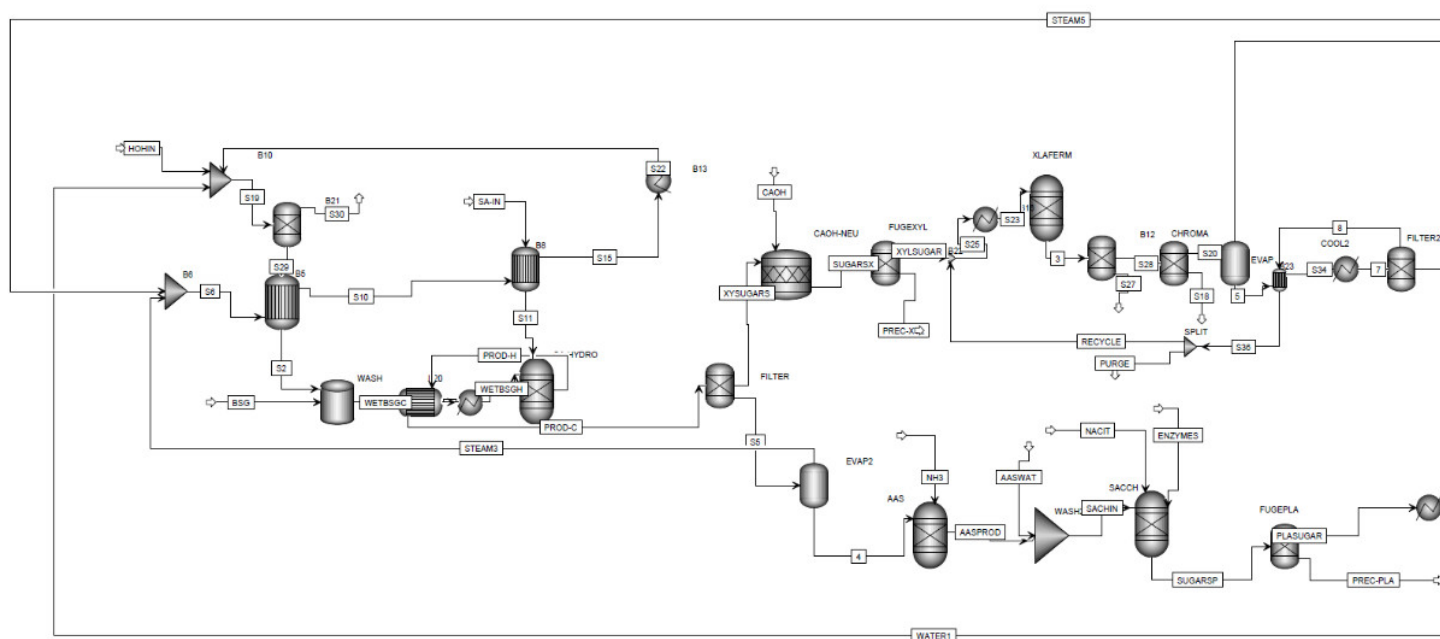 STEAM5
XLAFERM
HOHIN
B10
S22
B13
S19
SA-IN
CAOH
B21
S30
CAOH-NEU
FUGEXYL
S23
B12
CHROMA
8
FILTER2
COOL2
B6
S29
B5
B8
S15
XYLSUGAR
S25
3
S28
S20
EVAP
S23
S34
7
SUGARSX
S6
S10
S27
S18
5
XYSUGARS
S11
PREC-X
RECYCLE
SPLIT
S36
PURGE
PROD-H
HYDRO
S2
WASH
WETBSGH
FILTER
BSG
WETBSGC
PROD-C
ENZYMES
NACIT
S5
STEAM3
EVAP2
NH3
AASWAT
AAS
SACCH
WASH
SACHIN
FUGEPLA
AASPROD
PLASUGAR
4
SUGARSP
PREC-PLA
WATER1